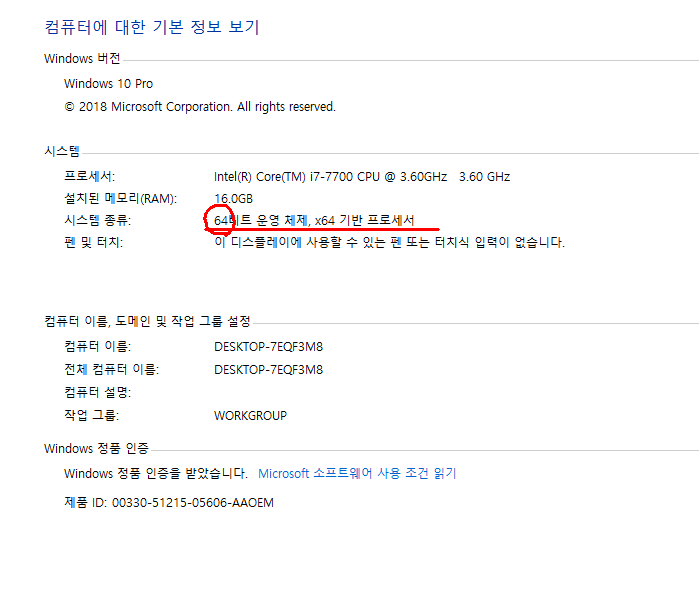 컴퓨터에 대한 기본 정보 보기
Windows 버전
Windows 10 Pro
© 2018 Microsoft Corporation. All rights reserved.
시스템
프로세서: Intel(R) Core(TM) i7-7700 CPU @ 3.60GHz 3.60 GHz
설치된 메모리(RAM): 16.0GB
시스템 종류: 64비트 운영 체제, x64 기반 프로세서
펜 및 터치: 이 디스플레이에 사용할 수 있는 펜 또는 터치식 입력이 없습니다.
컴퓨터 이름, 도메인 및 작업 그룹 설정
컴퓨터 이름: DESKTOP-7EQF3M8
전체 컴퓨터 이름: DESKTOP-7EQF3M8
컴퓨터 설명:
작업 그룹: WORKGROUP
Windows 정품 인증
Windows 정품 인증을 받았습니다. Microsoft 소프트웨어 사용 조건 읽기
제품 ID: 00330-51215-05606-AAOEM